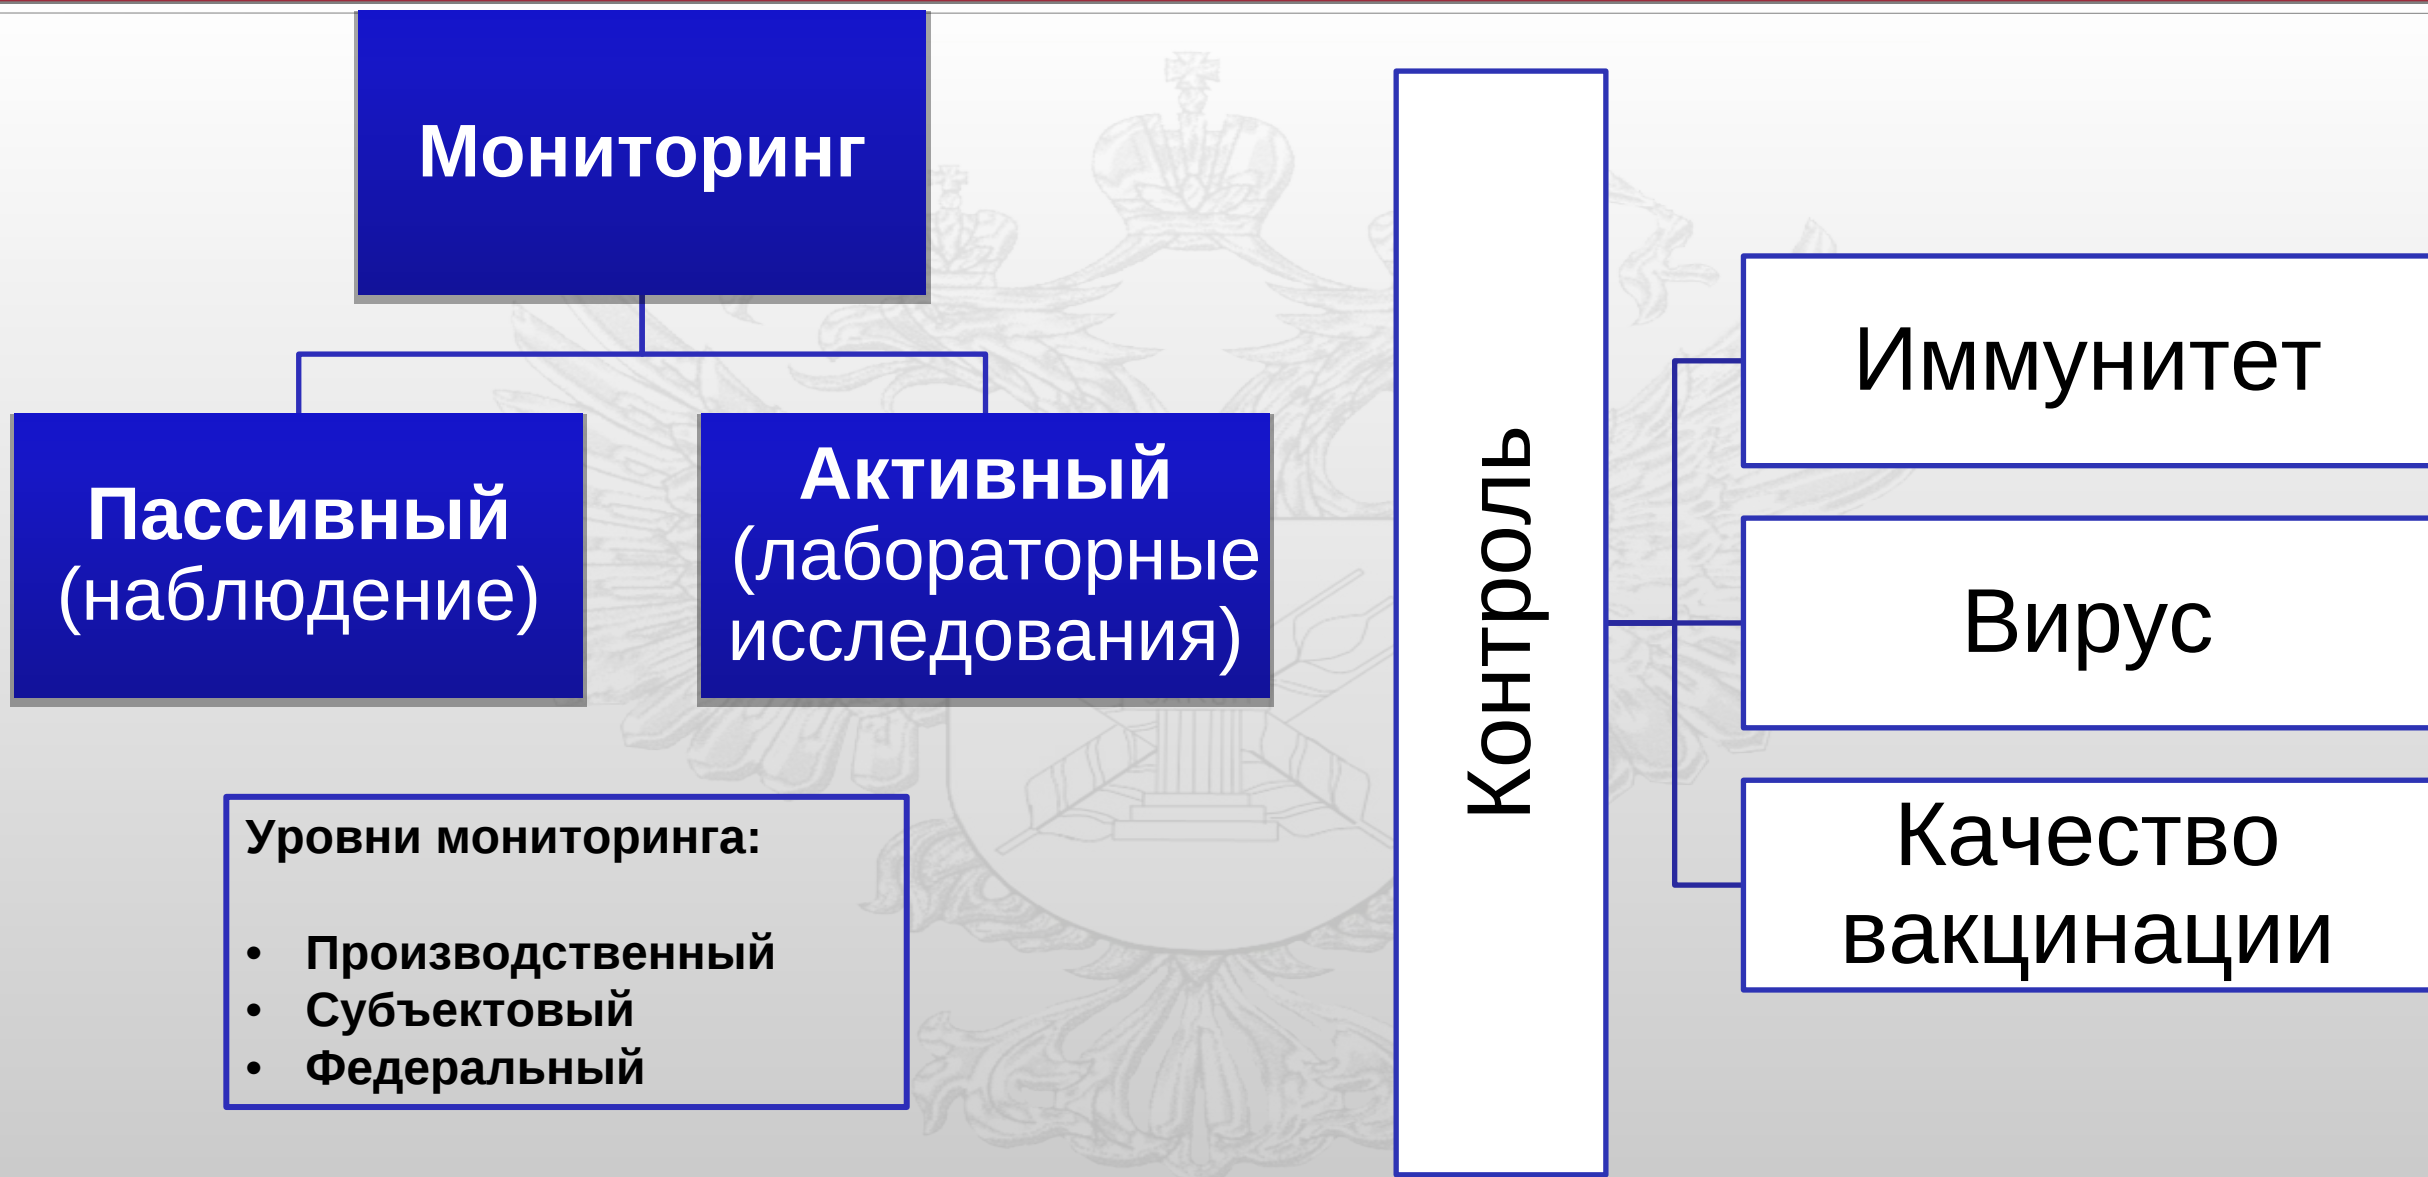 Мониторинг
Пассивный
(наблюдение)
Активный
(лабораторные
исследования)
Уровни мониторинга:
• Производственный
• Субъектовый
• Федеральный
Контроль
Иммунитет
Вирус
Качество
вакцинации